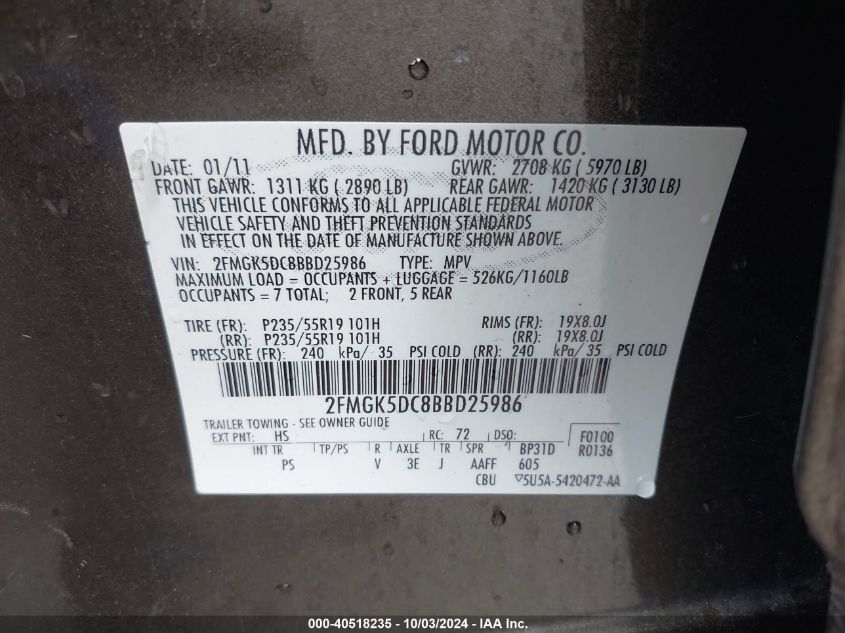 MFD. BY FORD MOTOR CO.
DATE: 01/11 GVWR: 2708 KG ( 5970 LB)
FRONT GAWR: 1311 KG ( 2890 LB) REAR GAWR: 1420 KG ( 3130 LB)
THIS VEHICLE CONFORMS TO ALL APPLICABLE FEDERAL MOTOR
VEHICLE SAFETY AND THEFT PREVENTION STANDARDS
IN EFFECT ON THE DATE OF MANUFACTURE SHOWN ABOVE.
VIN: 2FMGK5DC8BBD25986 TYPE: MPV
MAXIMUM LOAD = OCCUPANTS + LUGGAGE = 526KG/1160LB
OCCUPANTS = 7 TOTAL; 2 FRONT, 5 REAR
TIRE (FR): P235/55R19 101H RIMS (FR): 19X8.0J
(RR): P235/55R19 101H (RR): 19X8.0J
PRESSURE (FR): 240 kPa/ 35 PSI COLD (RR): 240 kPa/ 35 PSI COLD
2FMGK5DC8BBD25986
TRAILER TOWING - SEE OWNER GUIDE
EXT PNT: HS RC: 72 DSO: F0100
INT TR TP/PS R AXLE TR SPR BP31D R0136
PS V 3E J AAFF 605
CBU 5U5A-5420472-AA
000-40518235 - 10/03/2024 - IAA, Inc.